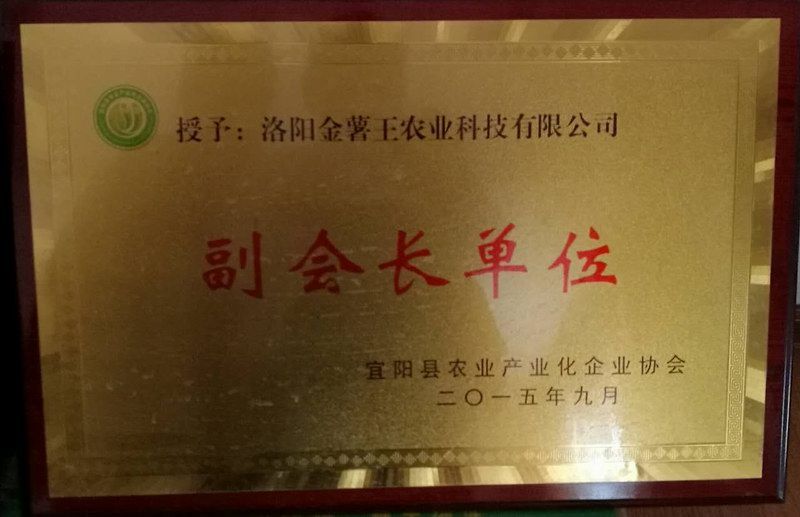 授予：洛阳金薯王农业科技有限公司
副会长单位
宜阳县农业产业化企业协会
二〇一五年九月